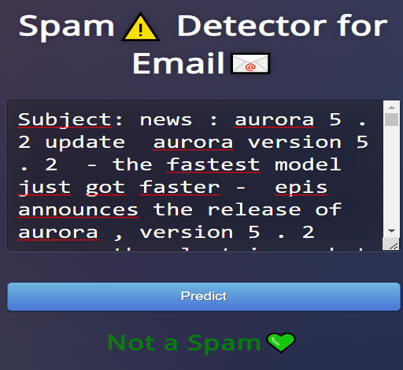 Spam ⚠ Detector for
Email
Subject: news : aurora 5 .
2 update  aurora version 5
. 2  - the fastest model
just got faster -  epis
announces the release of
aurora , version 5 . 2
Predict
Not a Spam